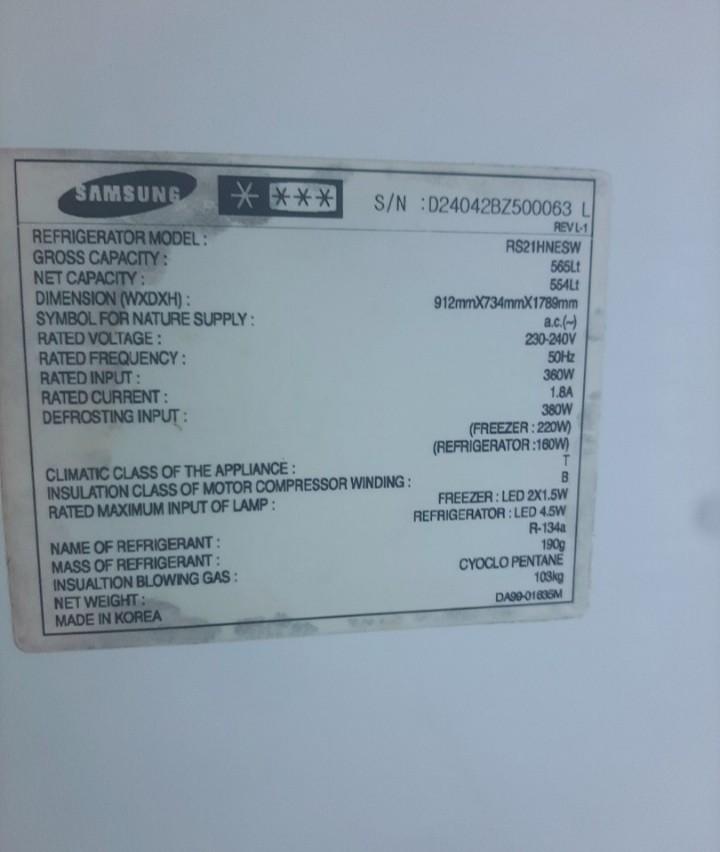 SAMSUNG S/N : D24042BZ500063 L
REV L-1
REFRIGERATOR MODEL : RS21HNESW
GROSS CAPACITY : 565Lt
NET CAPACITY : 554Lt
DIMENSION (WXDXH) : 912mmX734mmX1789mm
SYMBOL FOR NATURE SUPPLY : a.c.(~)
RATED VOLTAGE : 230-240V
RATED FREQUENCY : 50Hz
RATED INPUT : 360W
RATED CURRENT : 1.8A
DEFROSTING INPUT : 380W
(FREEZER : 220W)
(REFRIGERATOR :160W)
CLIMATIC CLASS OF THE APPLIANCE : T
INSULATION CLASS OF MOTOR COMPRESSOR WINDING : B
RATED MAXIMUM INPUT OF LAMP : FREEZER : LED 2X1.5W
REFRIGERATOR : LED 4.5W
NAME OF REFRIGERANT : R-134a
MASS OF REFRIGERANT : 190g
INSUALTION BLOWING GAS : CYOCLO PENTANE
NET WEIGHT : 103kg
MADE IN KOREA DA99-01635M